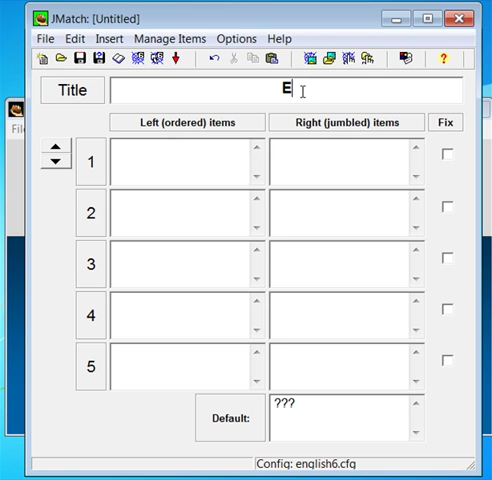 JMatch: [Untitled]
File Edit Insert Manage Items Options Help
Title E
Left (ordered) items Right (jumbled) items Fix
1
2
3
4
5
Default: ???
Config: english6.cfg